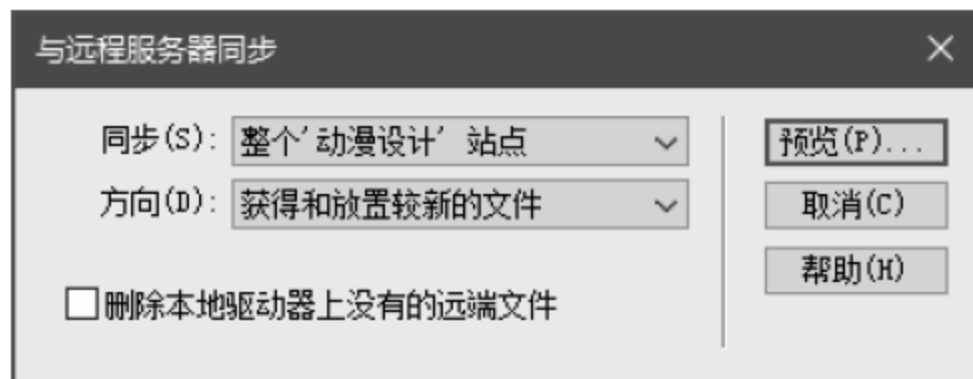 与远程服务器同步
同步(S): 整个'动漫设计' 站点
预览(P)...
方向(D): 获得和放置较新的文件
取消(C)
帮助(H)
删除本地驱动器上没有的远端文件